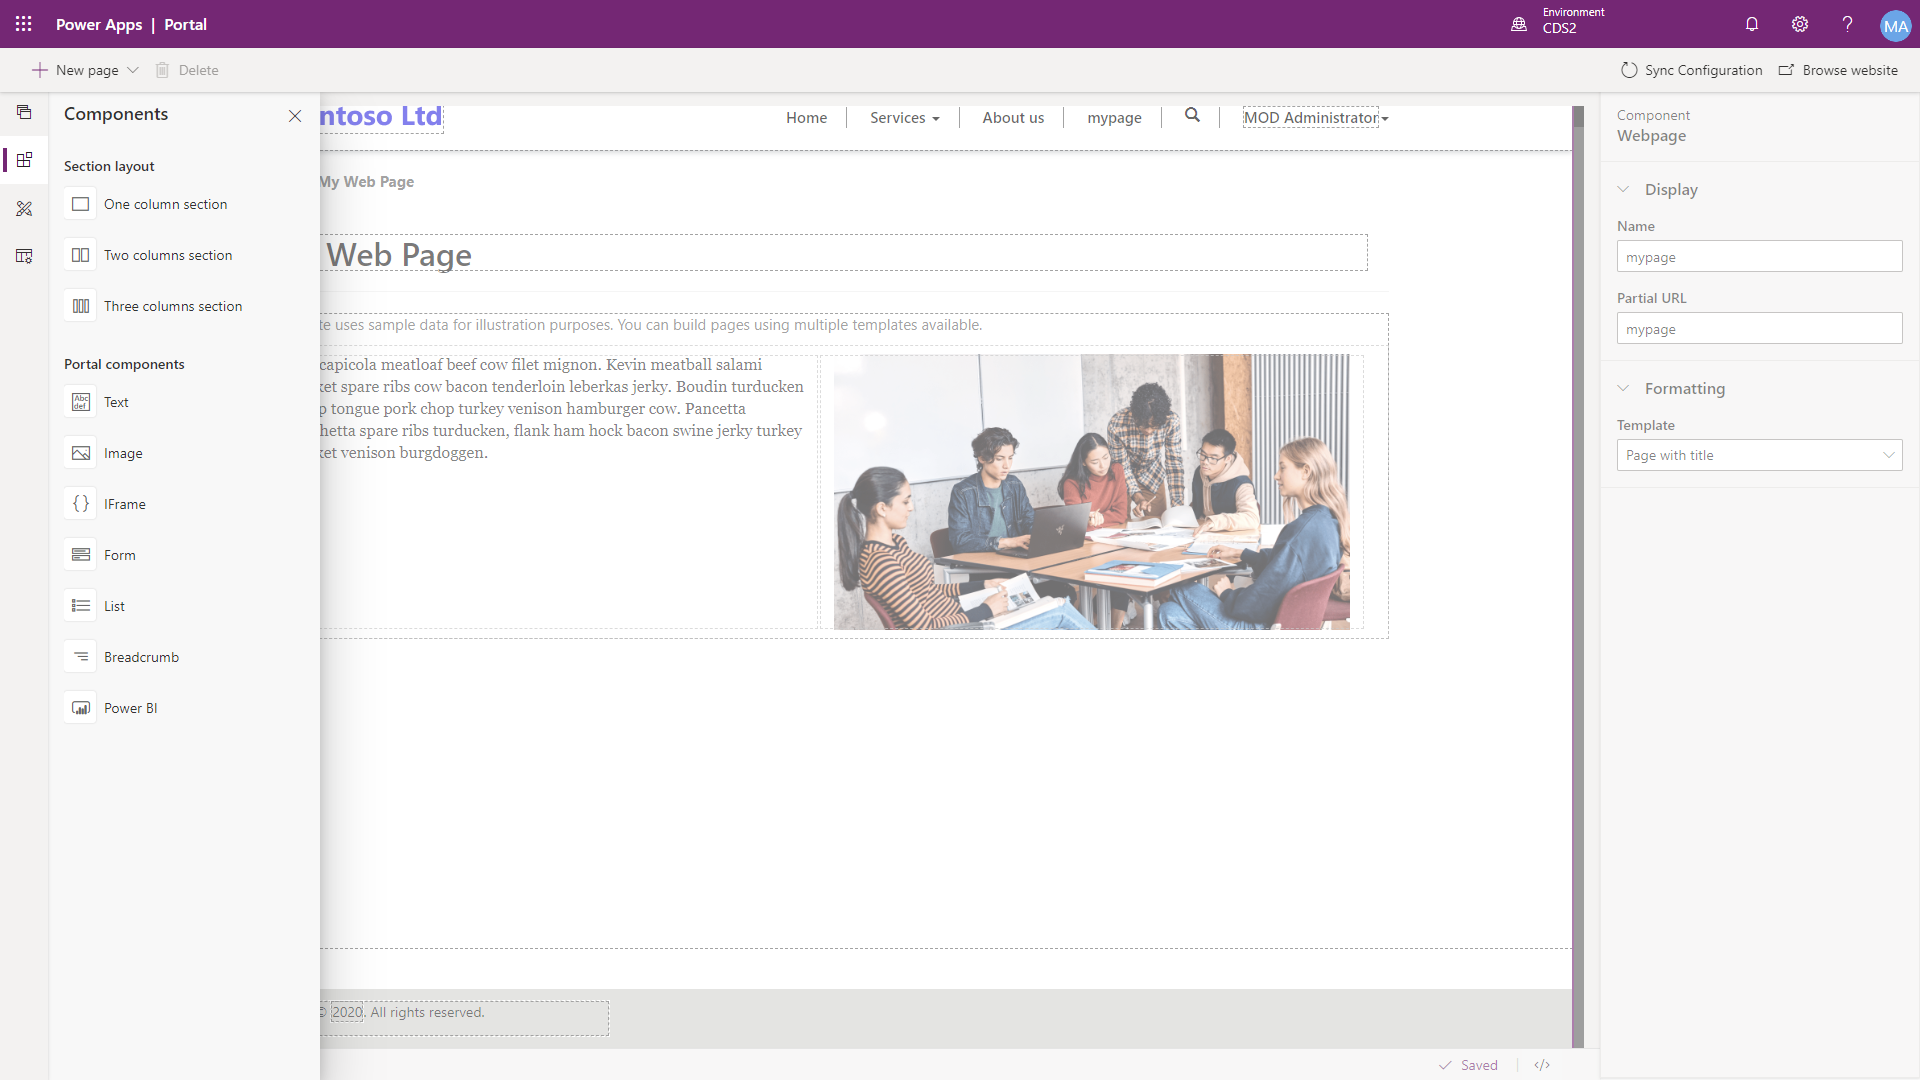 Power Apps | Portal
Environment
CDS2
MA
New page
Delete
Sync Configuration
Browse website
Components
Section layout
One column section
Two columns section
Three columns section
Portal components
Text
Image
IFrame
Form
List
Breadcrumb
Power BI
ntoso Ltd
Home
Services
About us
mypage
MOD Administrator
My Web Page
Web Page
te uses sample data for illustration purposes. You can build pages using multiple templates available.
capicola meatloaf beef cow filet mignon. Kevin meatball salami
ket spare ribs cow bacon tenderloin leberkas jerky. Boudin turducken
p tongue pork chop turkey venison hamburger cow. Pancetta
hetta spare ribs turducken, flank ham hock bacon swine jerky turkey
ket venison burgdoggen.
© 2020. All rights reserved.
Saved
</>
Component
Webpage
Display
Name
mypage
Partial URL
mypage
Formatting
Template
Page with title